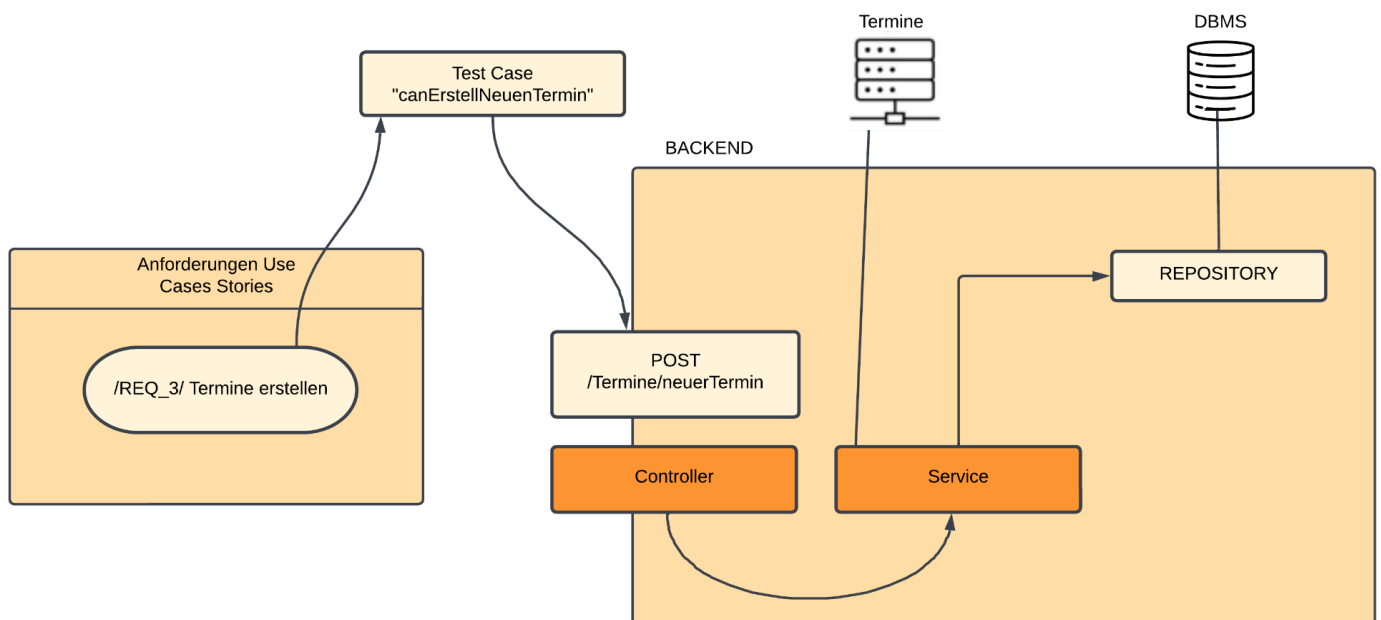 Termine
DBMS
Test Case
"canErstellNeuenTermin"
BACKEND
Anforderungen Use
Cases Stories
REPOSITORY
/REQ_3/ Termine erstellen
POST
/Termine/neuerTermin
Controller
Service